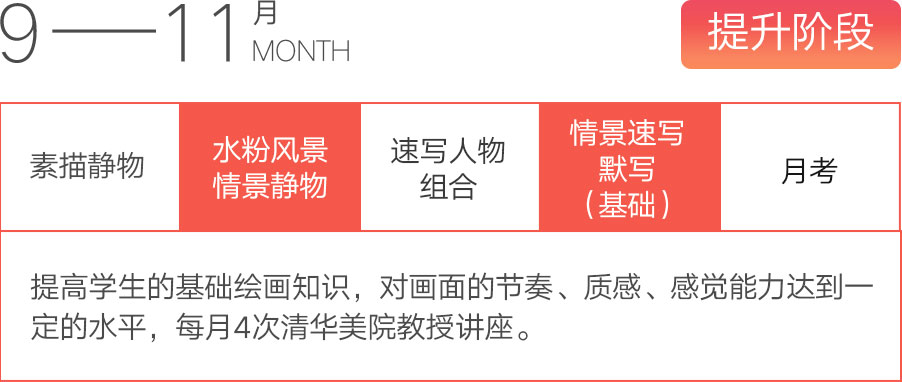 9——11月
MONTH
提升阶段
素描静物
水粉风景
情景静物
速写人物
组合
情景速写
默写
（基础）
月考
提高学生的基础绘画知识，对画面的节奏、质感、感觉能力达到一
定的水平，每月4次清华美院教授讲座。